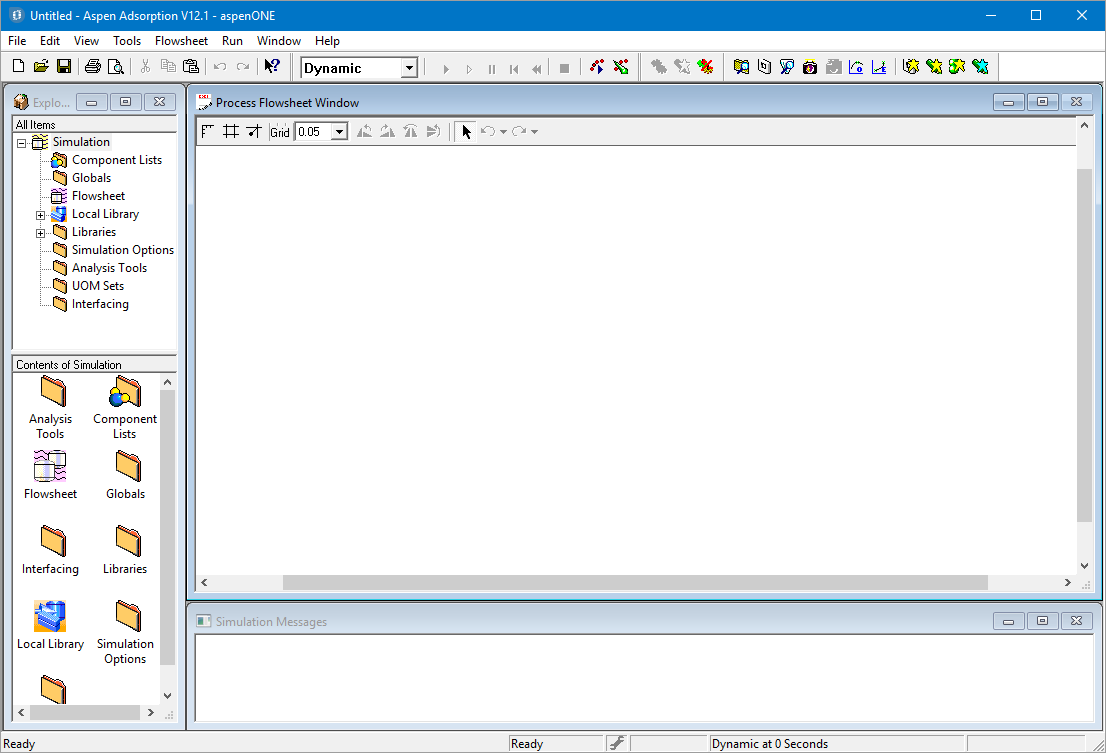 Untitled - Aspen Adsorption V12.1 - aspenONE
File Edit View Tools Flowsheet Run Window Help
Dynamic
Explo...
All Items
Simulation
Component Lists
Globals
Flowsheet
Local Library
Libraries
Simulation Options
Analysis Tools
UOM Sets
Interfacing
Contents of Simulation
Analysis Tools
Component Lists
Flowsheet
Globals
Interfacing
Libraries
Local Library
Simulation Options
Process Flowsheet Window
Grid 0.05
Simulation Messages
Ready
Ready
Dynamic at 0 Seconds